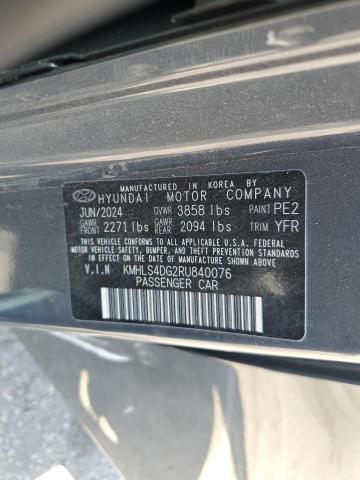 MANUFACTURED IN KOREA BY
HYUNDAI MOTOR COMPANY
JUN/2024 GVWR 3858 lbs PAINT PE2
GAWR FRONT 2271 lbs GAWR REAR 2094 lbs TRIM YFR
THIS VEHICLE CONFORMS TO ALL APPLICABLE U.S. FEDERAL
MOTOR VEHICLE SAFETY, BUMPER, AND THEFT PREVENTION
STANDARDS IN EFFECT ON THE DATE OF MANUFACTURE SHOWN ABOVE.
V.I.N KMHLS4DG2RU840076
PASSENGER CAR